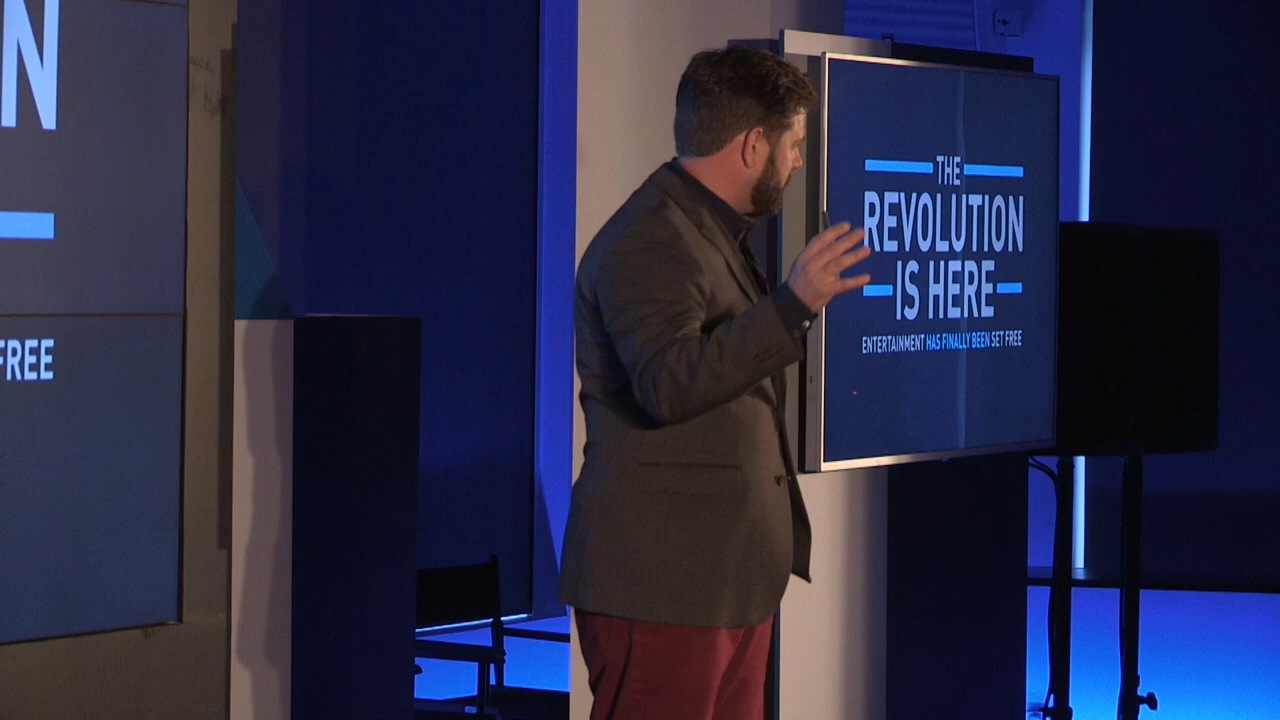 N
FREE
THE
REVOLUTION
IS HERE
ENTERTAINMENT HAS FINALLY BEEN SET FREE